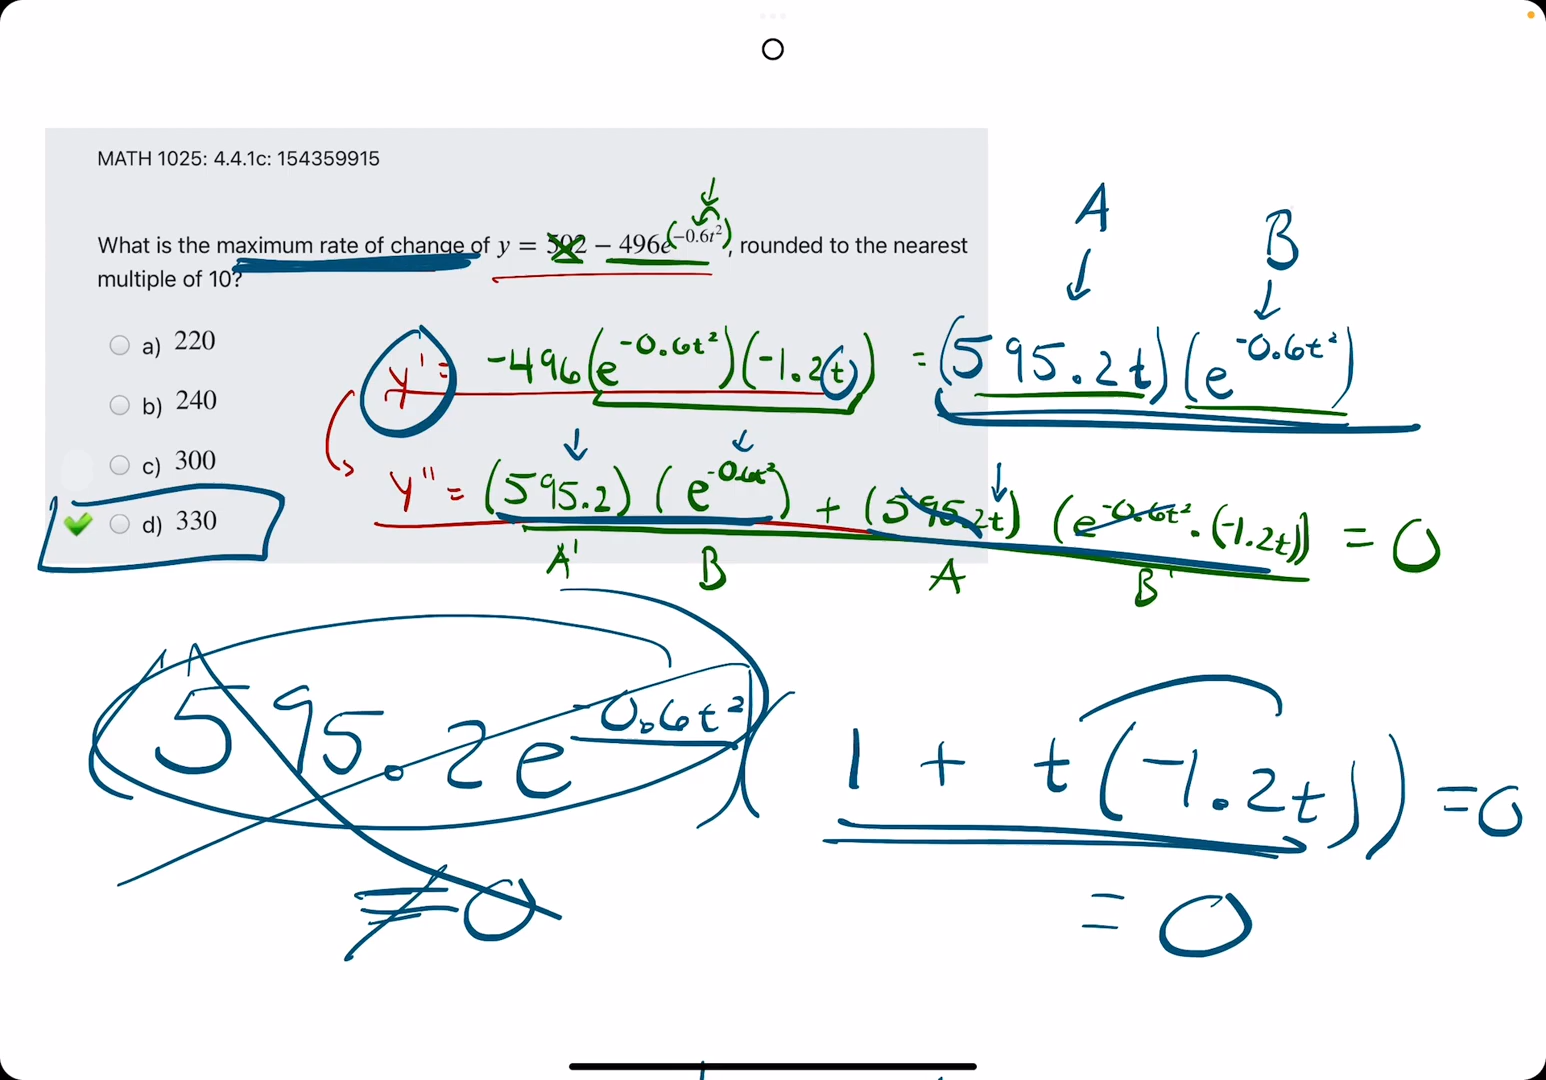 MATH 1025: 4.4.1c: 154359915
What is the maximum rate of change of y = 502 − 496e^(−0.6t²), rounded to the nearest
multiple of 10?
a) 220
b) 240
c) 300
d) 330
A
B
y' = -496(e^-0.6t²)(-1.2t) = (595.2t)(e^-0.6t²)
y'' = (595.2)(e^-0.6t²) + (595.2t)(e^-0.6t² · (-1.2t)) = 0
A' B A B'
595.2e^-0.6t² (1 + t(-1.2t)) = 0
≠0
= 0